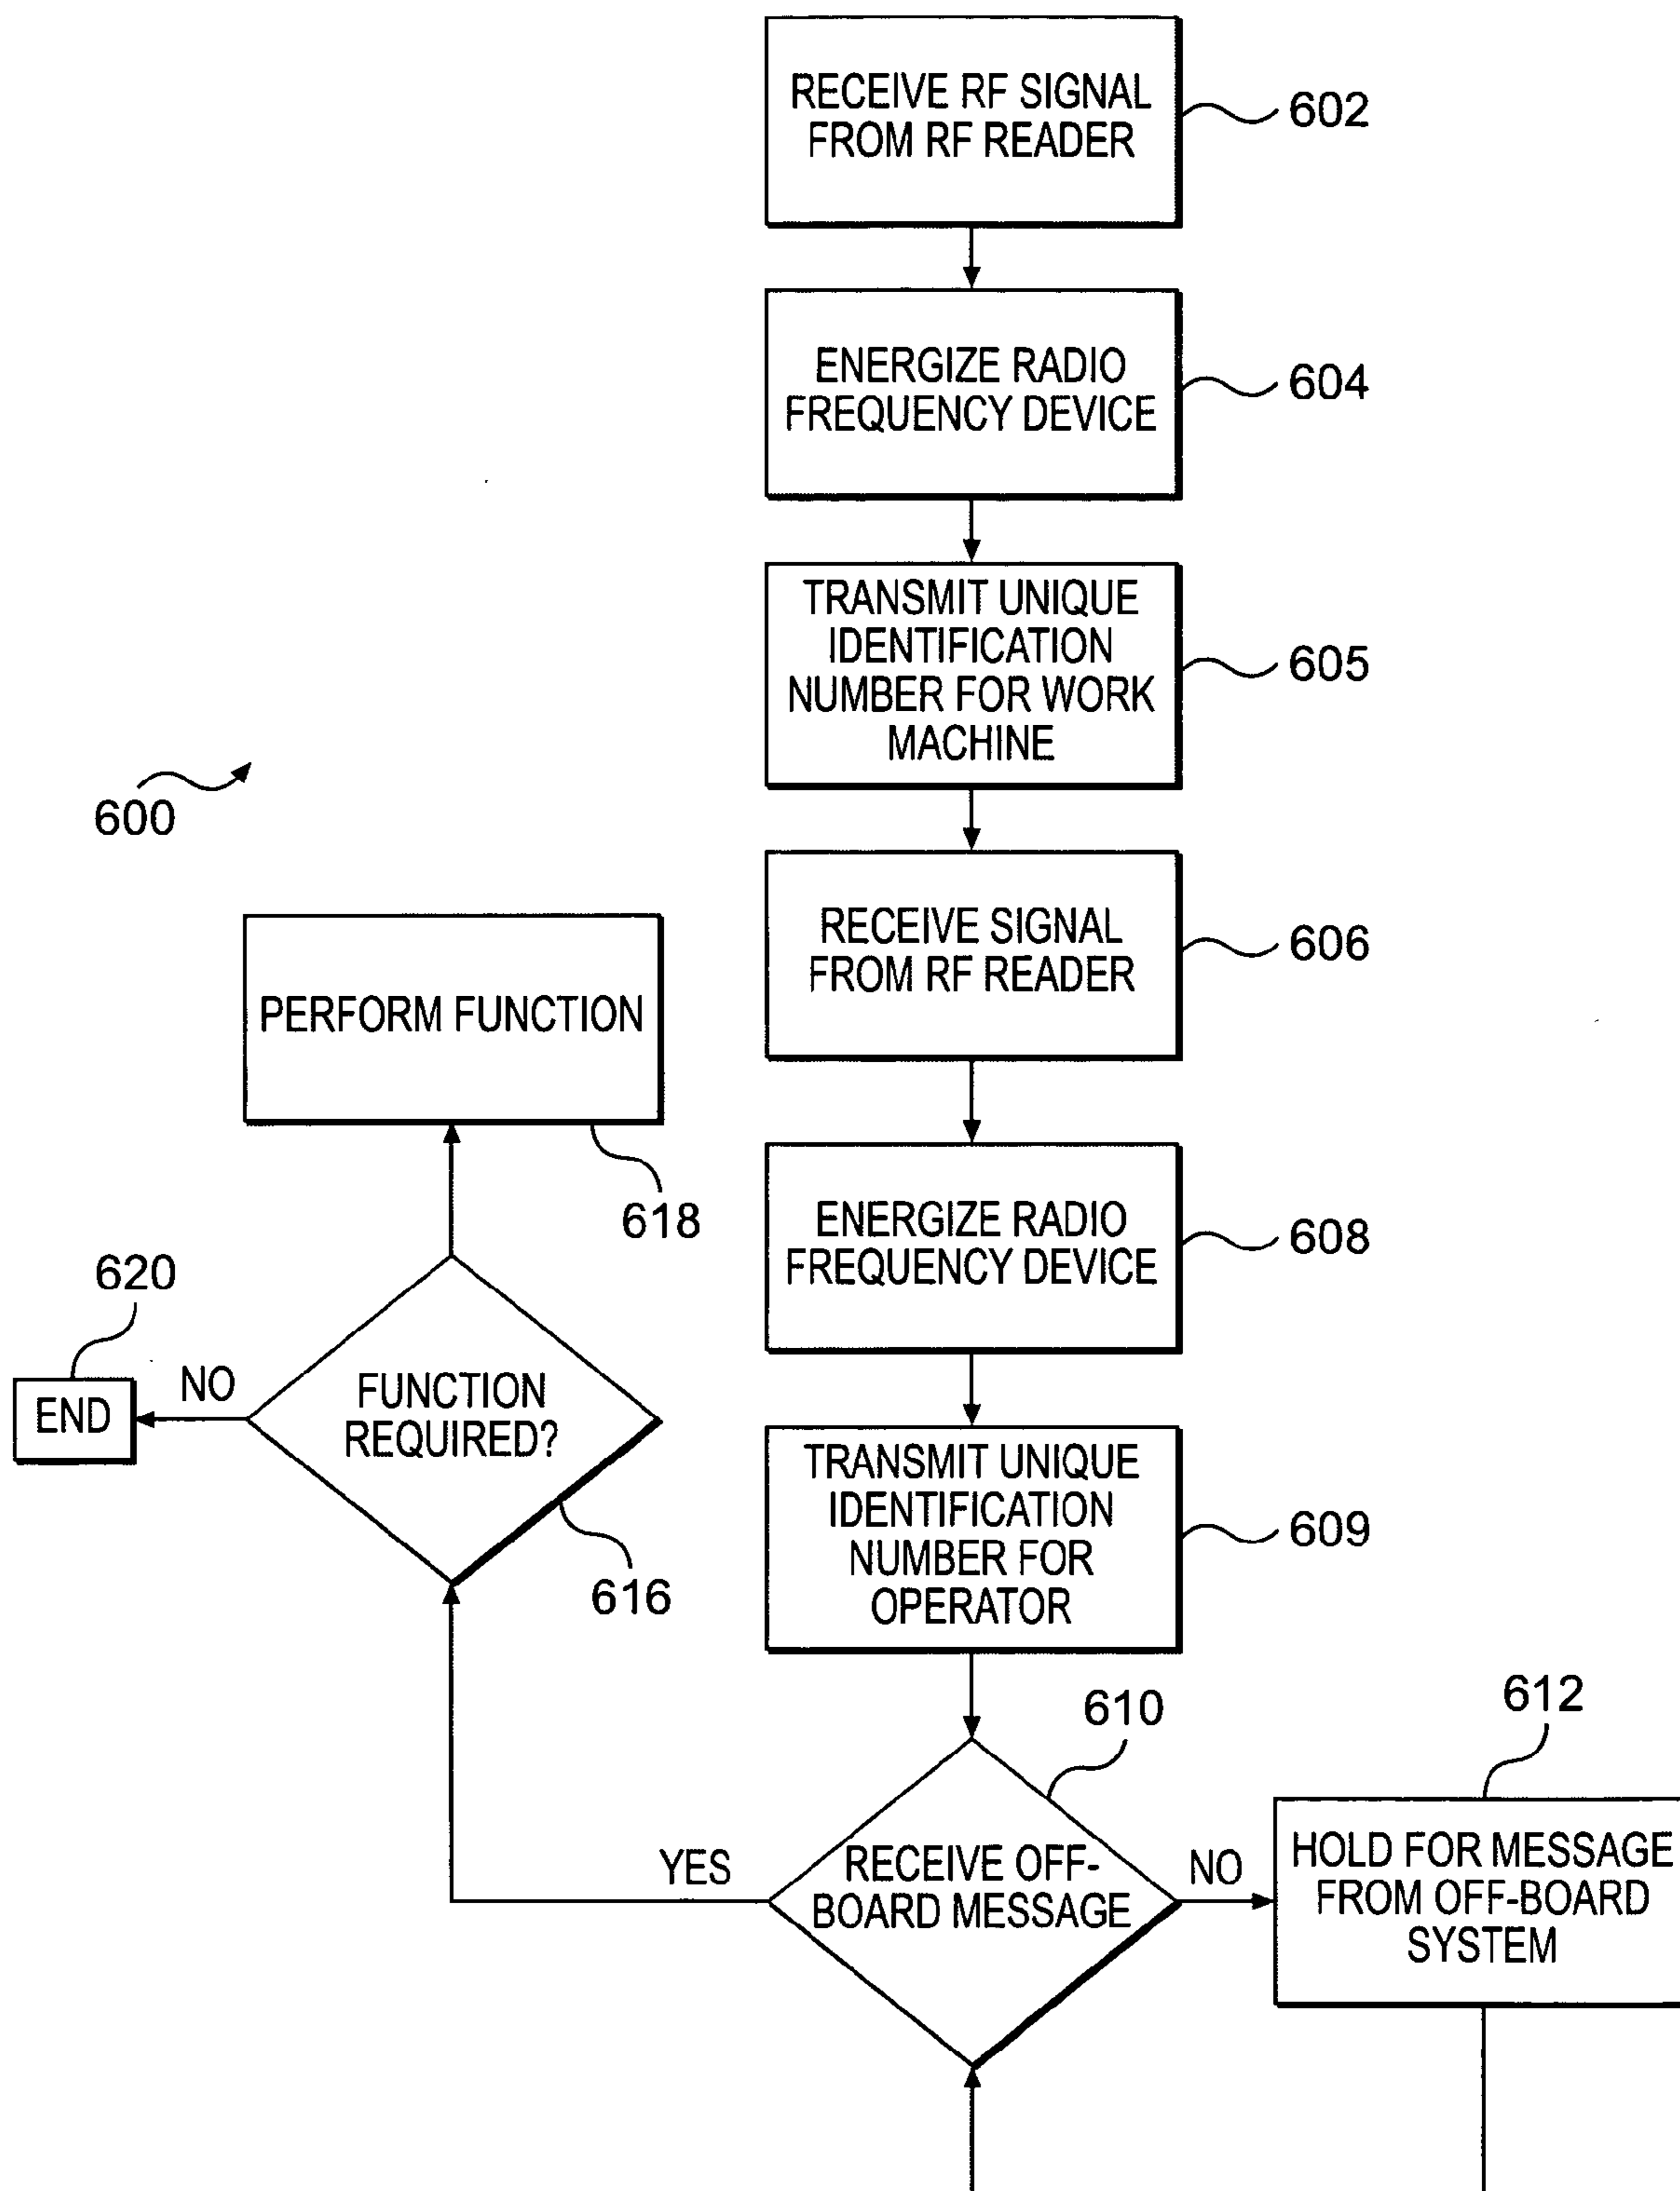 RECEIVE RF SIGNAL
FROM RF READER
602
ENERGIZE RADIO
FREQUENCY DEVICE
604
TRANSMIT UNIQUE
IDENTIFICATION
NUMBER FOR WORK
MACHINE
605
600
RECEIVE SIGNAL
FROM RF READER
606
PERFORM FUNCTION
618
ENERGIZE RADIO
FREQUENCY DEVICE
608
620
END
NO
FUNCTION
REQUIRED?
616
TRANSMIT UNIQUE
IDENTIFICATION
NUMBER FOR
OPERATOR
609
610
612
YES
RECEIVE OFF-
BOARD MESSAGE
NO
HOLD FOR MESSAGE
FROM OFF-BOARD
SYSTEM